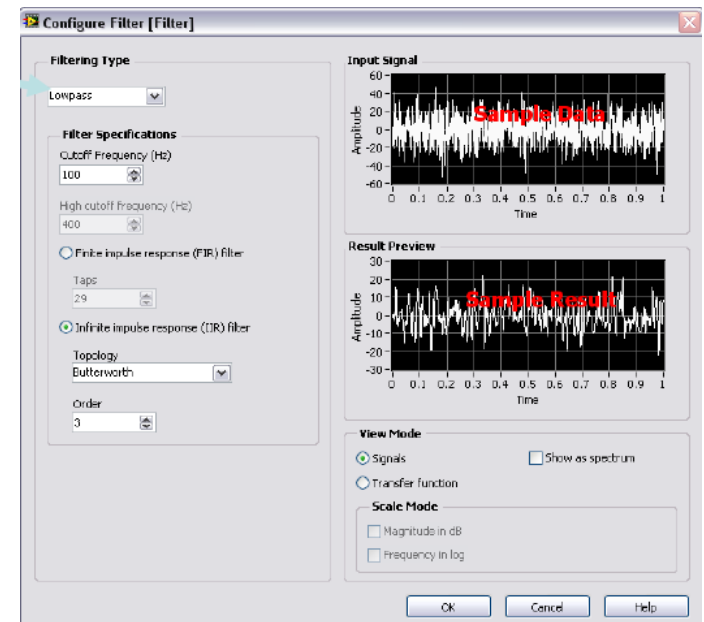 Configure Filter [Filter]
Filtering Type
Lowpass
Filter Specifications
Cutoff Frequency (Hz)
100
High cutoff frequency (Hz)
400
Finite impulse response (FIR) filter
Taps
29
Infinite impulse response (IIR) filter
Topology
Butterworth
Order
3
Input Signal
Sample Data
Amplitude
60
40
20
0
-20
-40
-60
0 0.1 0.2 0.3 0.4 0.5 0.6 0.7 0.8 0.9 1
Time
Result Preview
Sample Result
Amplitude
30
20
10
0
-10
-20
-30
0 0.1 0.2 0.3 0.4 0.5 0.6 0.7 0.8 0.9 1
Time
View Mode
Signals
Show as spectrum
Transfer function
Scale Mode
Magnitude in dB
Frequency in log
OK
Cancel
Help